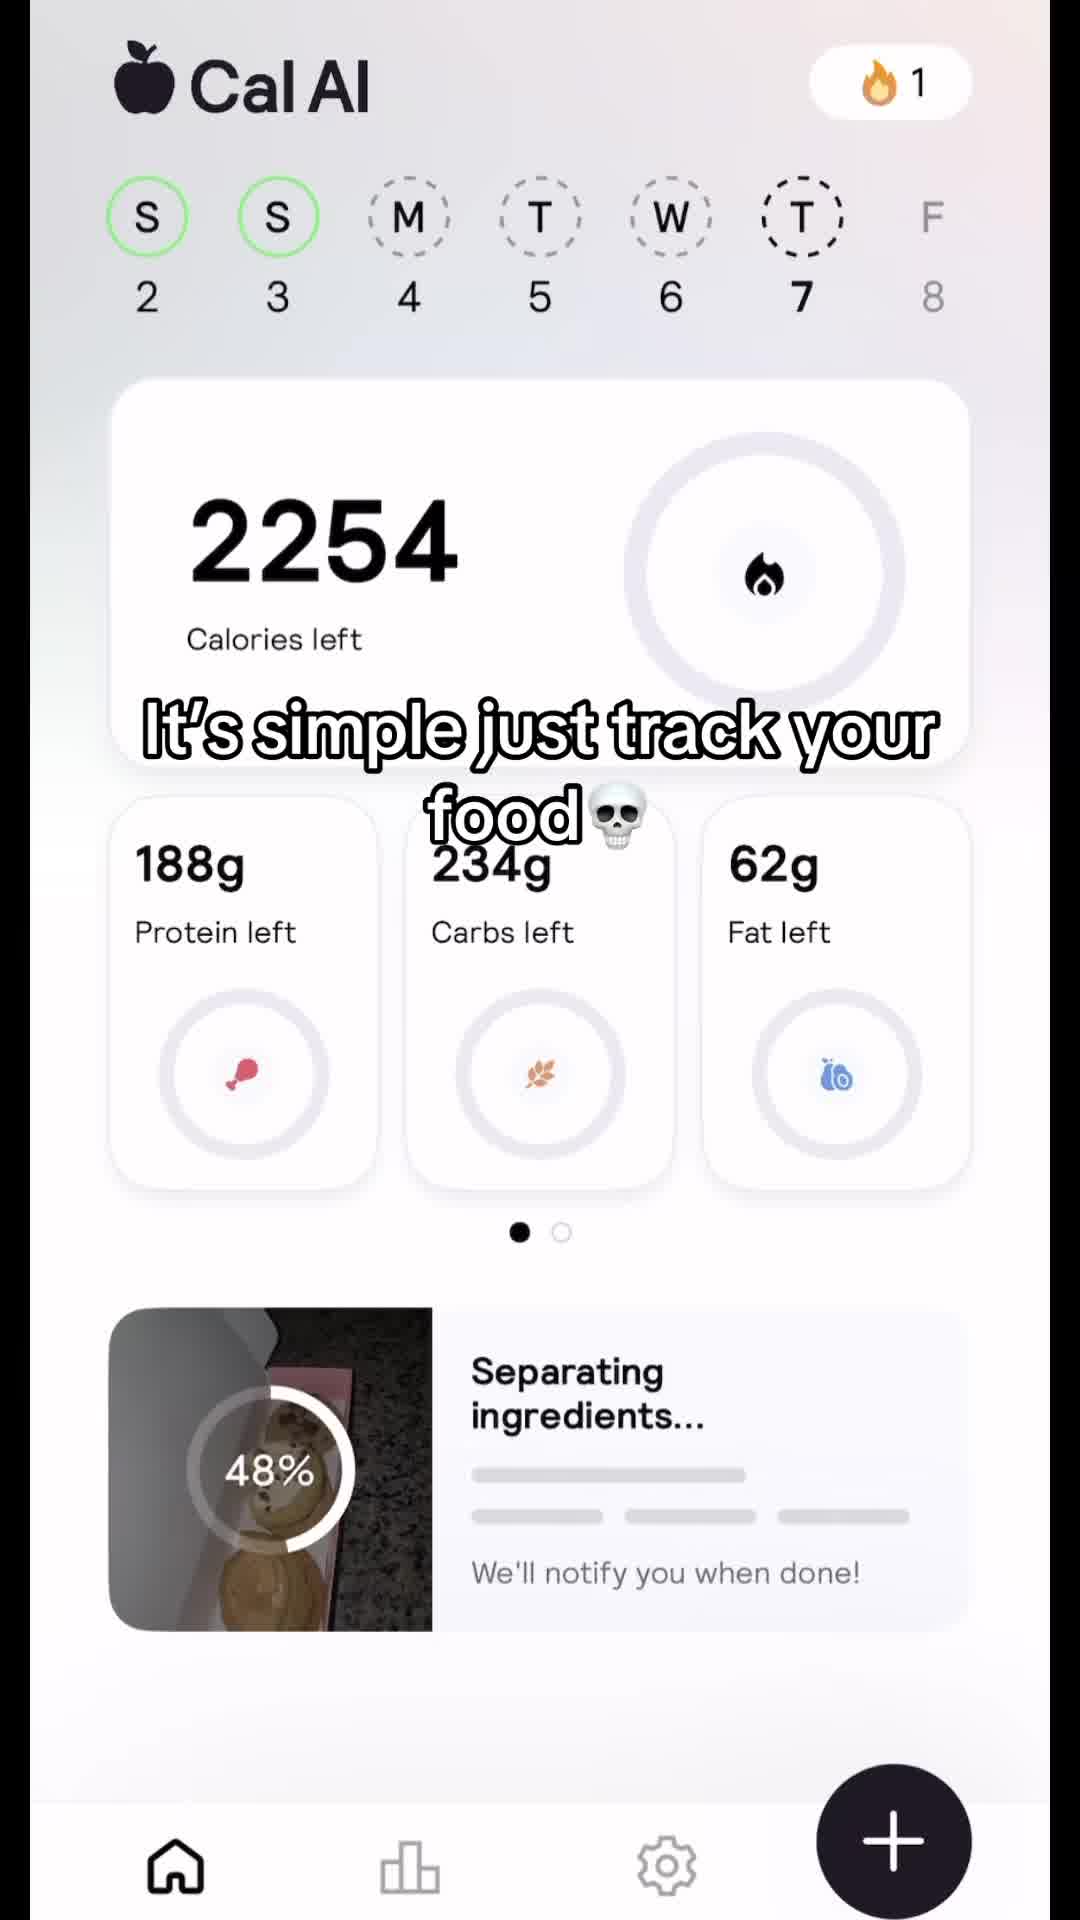 Cal AI
🔥 1
S S M T W T F
2 3 4 5 6 7 8
2254
Calories left
It's simple just track your
food💀
188g 234g 62g
Protein left Carbs left Fat left
Separating
ingredients...
48%
We'll notify you when done!